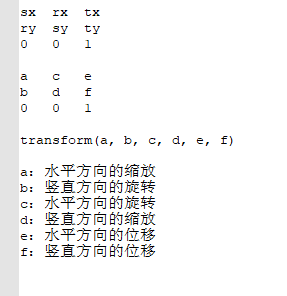 sx rx tx
ry sy ty
0 0 1
a c e
b d f
0 0 1
transform(a, b, c, d, e, f)
a: 水平方向的缩放
b: 竖直方向的旋转
c: 水平方向的旋转
d: 竖直方向的缩放
e: 水平方向的位移
f: 竖直方向的位移